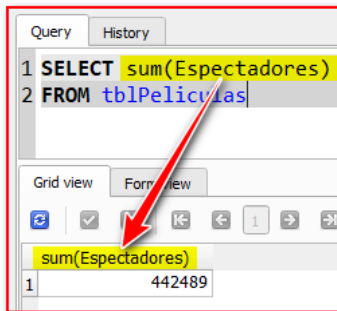 Query History
1 SELECT sum(Espectadores)
2 FROM tblPeliculas
Grid view Form view
1
sum(Espectadores)
1 442489